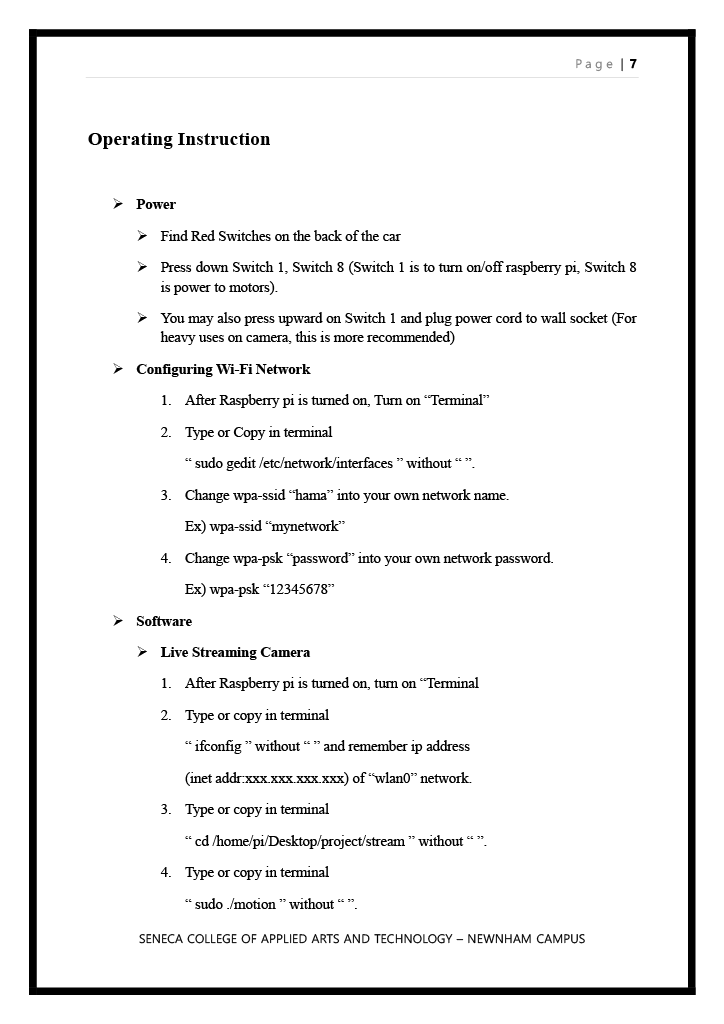 Page | 7
Operating Instruction
➢ Power
➢ Find Red Switches on the back of the car
➢ Press down Switch 1, Switch 8 (Switch 1 is to turn on/off raspberry pi, Switch 8
is power to motors).
➢ You may also press upward on Switch 1 and plug power cord to wall socket (For
heavy uses on camera, this is more recommended)
➢ Configuring Wi-Fi Network
1. After Raspberry pi is turned on, Turn on “Terminal”
2. Type or Copy in terminal
“ sudo gedit /etc/network/interfaces ” without “ ”.
3. Change wpa-ssid “hama” into your own network name.
Ex) wpa-ssid “mynetwork”
4. Change wpa-psk “password” into your own network password.
Ex) wpa-psk “12345678”
➢ Software
➢ Live Streaming Camera
1. After Raspberry pi is turned on, turn on “Terminal
2. Type or copy in terminal
“ ifconfig ” without “ ” and remember ip address
(inet addr:xxx.xxx.xxx.xxx) of “wlan0” network.
3. Type or copy in terminal
“ cd /home/pi/Desktop/project/stream ” without “ ”.
4. Type or copy in terminal
“ sudo ./motion ” without “ ”.
SENECA COLLEGE OF APPLIED ARTS AND TECHNOLOGY – NEWNHAM CAMPUS